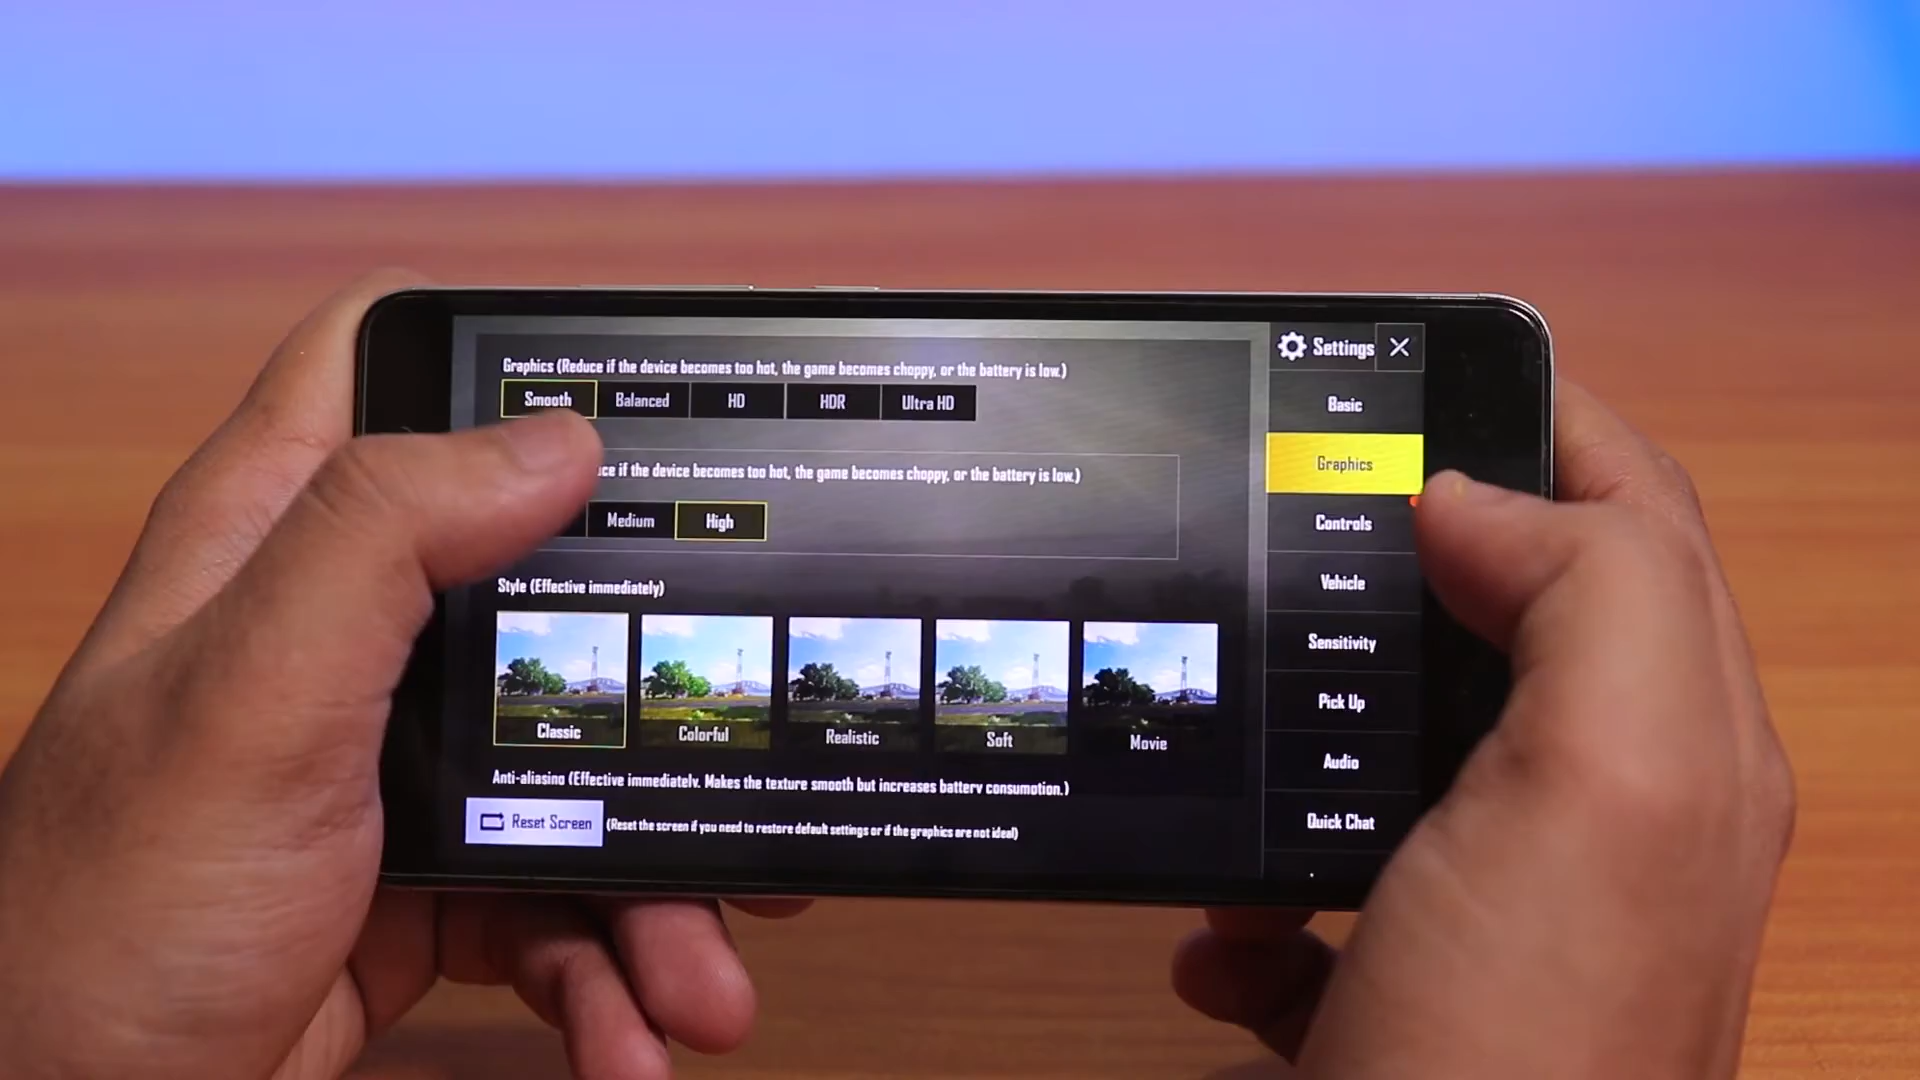 Graphics (Reduce if the device becomes too hot, the game becomes choppy, or the battery is low.)
Smooth Balanced HD HDR Ultra HD
if the device becomes too hot, the game becomes choppy, or the battery is low.)
Medium High
Style (Effective immediately)
Classic Colorful Realistic Soft Movie
Anti-aliasing (Effective immediately. Makes the texture smooth but increases battery consumption.)
Reset Screen (Reset the screen if you need to restore default settings or if the graphics are not ideal)
Settings
Basic
Graphics
Controls
Vehicle
Sensitivity
Pick Up
Audio
Quick Chat